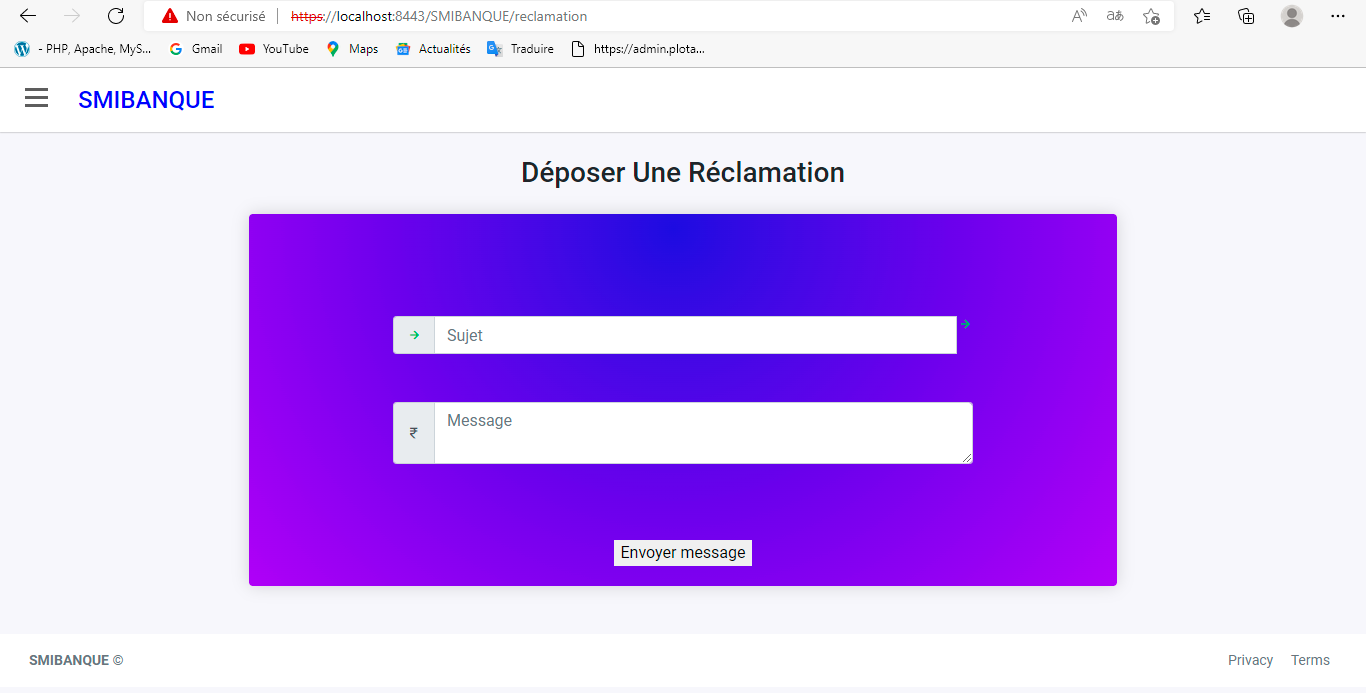 Non sécurisé https://localhost:8443/SMIBANQUE/reclamation
- PHP, Apache, MyS... Gmail YouTube Maps Actualités Traduire https://admin.plota...
SMIBANQUE
Déposer Une Réclamation
Sujet
₹ Message
Envoyer message
SMIBANQUE © Privacy Terms